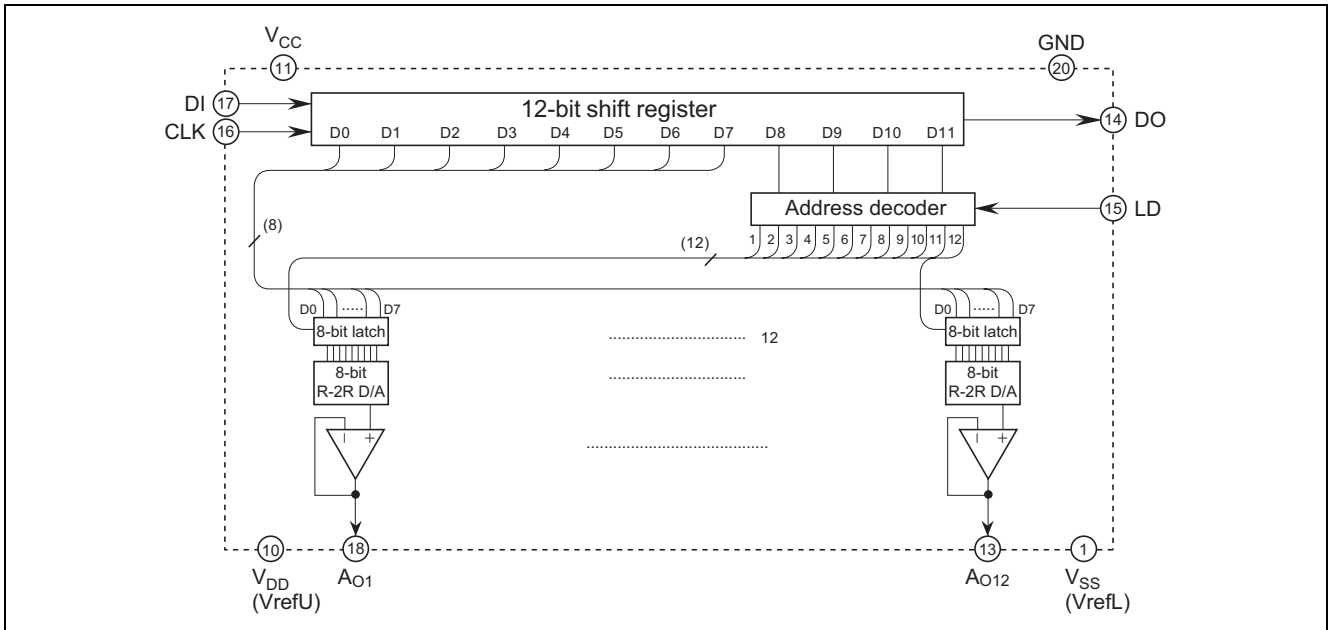 VCC
11
GND
20
DI 17
12-bit shift register
14 DO
CLK 16
D0 D1 D2 D3 D4 D5 D6 D7 D8 D9 D10 D11
Address decoder
15 LD
1 2 3 4 5 6 7 8 9 10 11 12
(8)
(12)
D0 ..... D7
D0 ..... D7
8-bit latch
8-bit latch
12
8-bit
R-2R D/A
8-bit
R-2R D/A
− +
− +
10
18
13
1
VDD
(VrefU)
AO1
AO12
VSS
(VrefL)